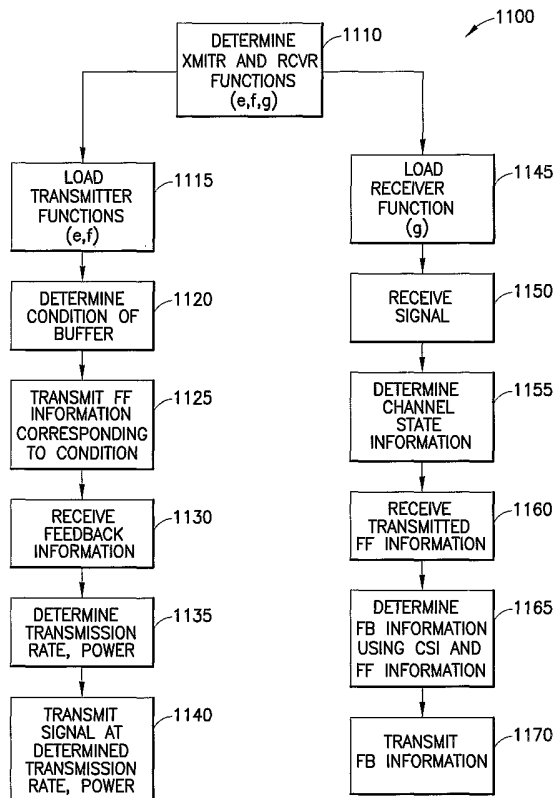 1100
DETERMINE
XMITR AND RCVR
FUNCTIONS
(e,f,g)
1110
LOAD
TRANSMITTER
FUNCTIONS
(e,f)
1115
DETERMINE
CONDITION OF
BUFFER
1120
TRANSMIT FF
INFORMATION
CORRESPONDING
TO CONDITION
1125
RECEIVE
FEEDBACK
INFORMATION
1130
DETERMINE
TRANSMISSION
RATE, POWER
1135
TRANSMIT
SIGNAL AT
DETERMINED
TRANSMISSION
RATE, POWER
1140
LOAD
RECEIVER
FUNCTION
(g)
1145
RECEIVE
SIGNAL
1150
DETERMINE
CHANNEL
STATE
INFORMATION
1155
RECEIVE
TRANSMITTED
FF INFORMATION
1160
DETERMINE
FB INFORMATION
USING CSI AND
FF INFORMATION
1165
TRANSMIT
FB INFORMATION
1170